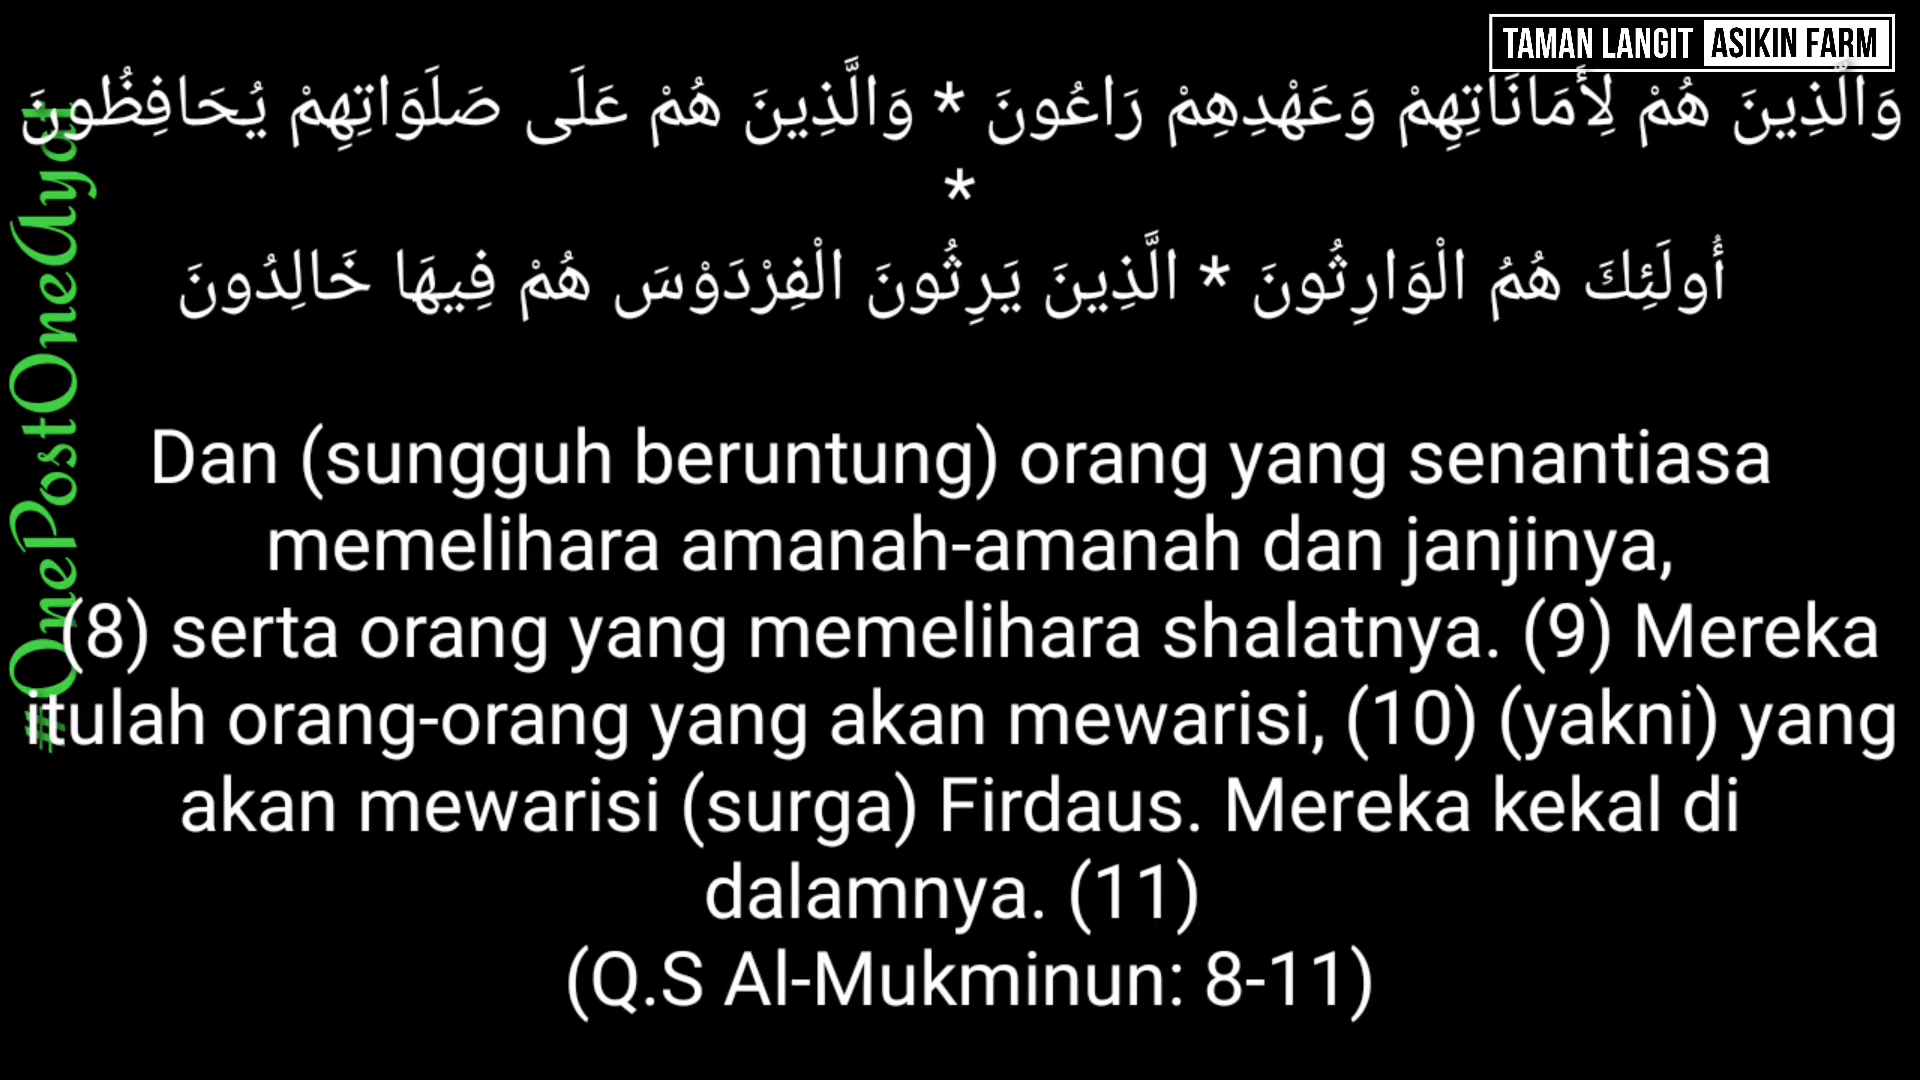 TAMAN LANGIT ASIKIN FARM
وَالَّذِينَ هُمْ لِأَمَانَاتِهِمْ وَعَهْدِهِمْ رَاعُونَ * وَالَّذِينَ هُمْ عَلَى صَلَوَاتِهِمْ يُحَافِظُونَ
*
أُولَئِكَ هُمُ الْوَارِثُونَ * الَّذِينَ يَرِثُونَ الْفِرْدَوْسَ هُمْ فِيهَا خَالِدُونَ
Dan (sungguh beruntung) orang yang senantiasa
memelihara amanah-amanah dan janjinya,
(8) serta orang yang memelihara shalatnya. (9) Mereka
itulah orang-orang yang akan mewarisi, (10) (yakni) yang
akan mewarisi (surga) Firdaus. Mereka kekal di
dalamnya. (11)
(Q.S Al-Mukminun: 8-11)
#OnePostOneAyat